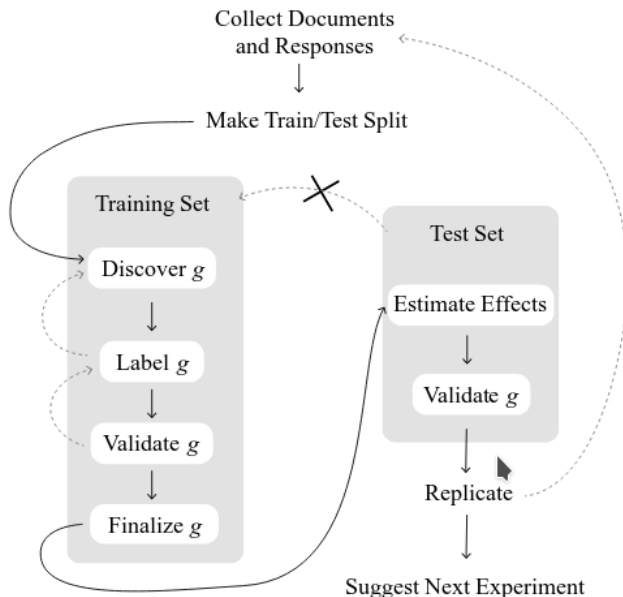 Collect Documents
and Responses
Make Train/Test Split
Training Set
Discover g
Label g
Validate g
Finalize g
Test Set
Estimate Effects
Validate g
Replicate
Suggest Next Experiment